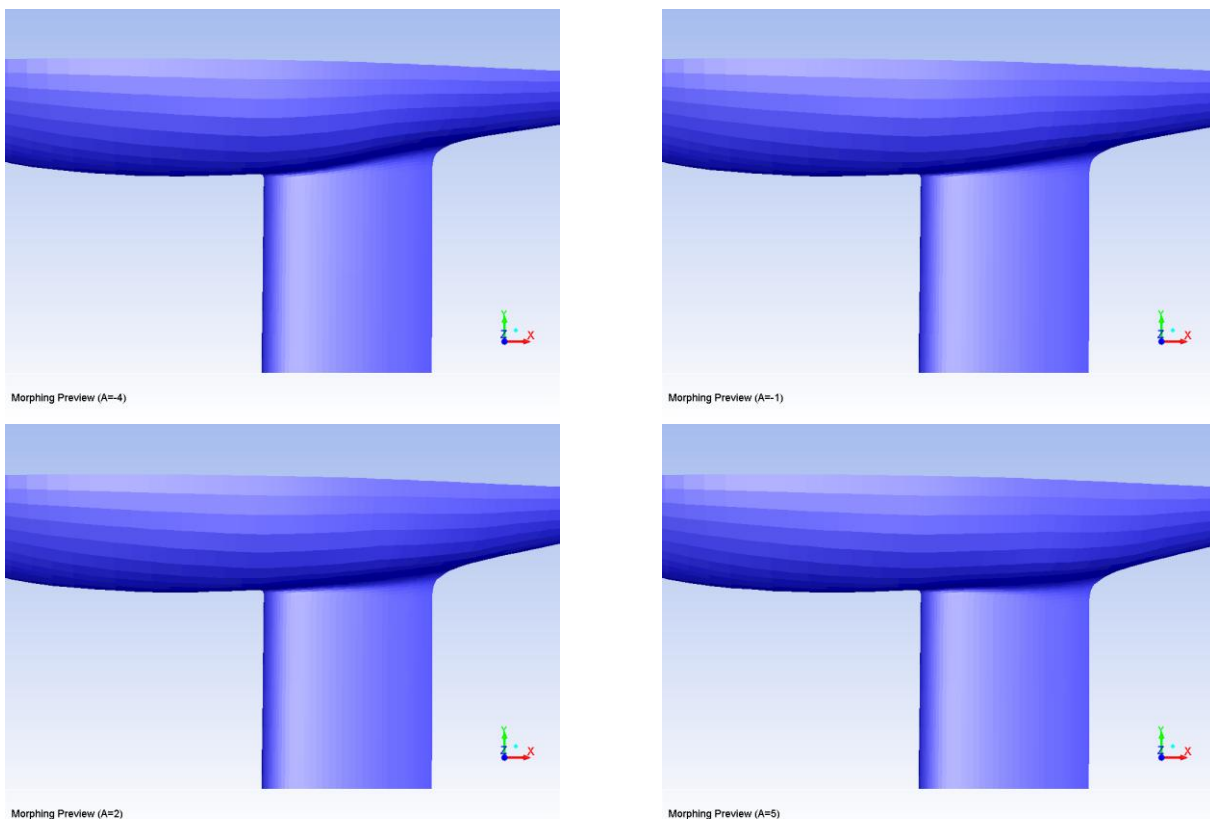 Y
Z X
Morphing Preview (A=-4)
Y
Z X
Morphing Preview (A=-1)
Y
Z X
Morphing Preview (A=2)
Y
Z X
Morphing Preview (A=5)